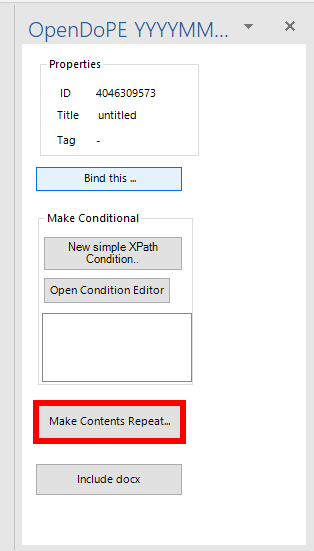 OpenDoPE YYYYMM...
Properties
ID 4046309573
Title untitled
Tag -
Bind this ...
Make Conditional
New simple XPath
Condition..
Open Condition Editor
Make Contents Repeat...
Include docx